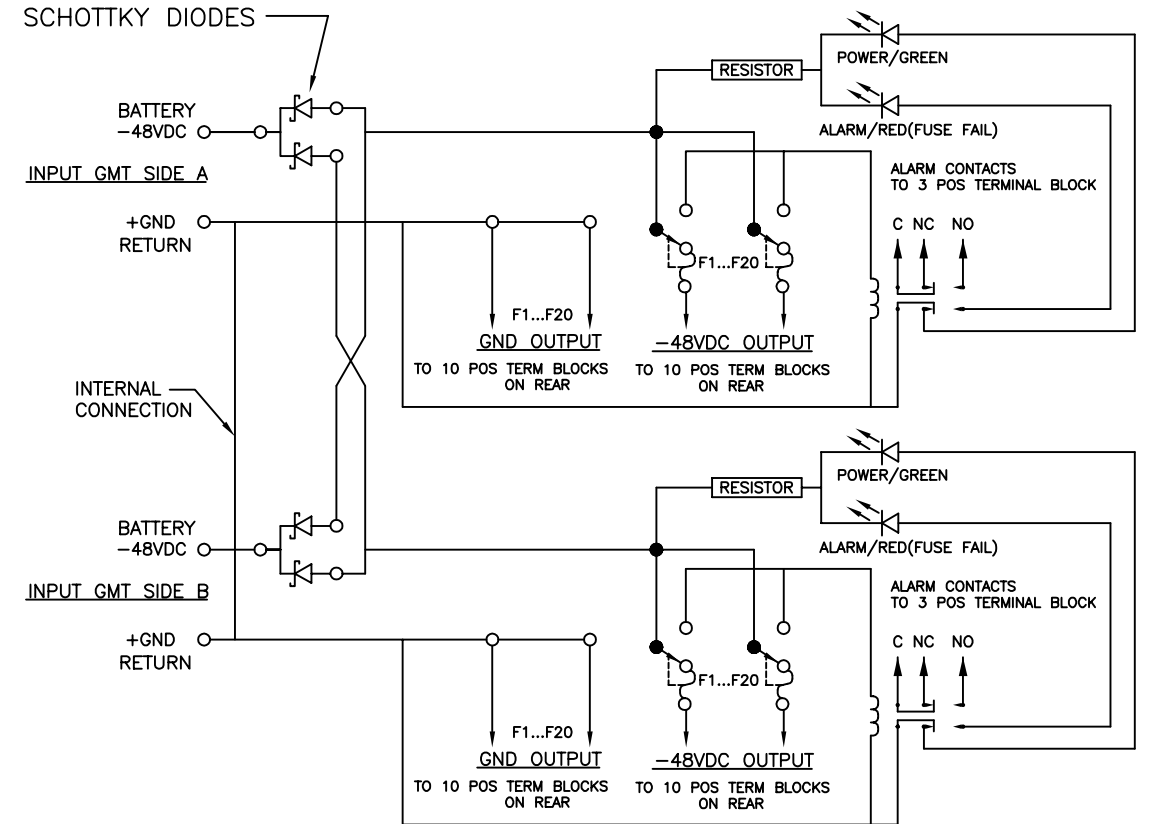 SCHOTTKY DIODES
BATTERY
-48VDC
INPUT GMT SIDE A
+GND
RETURN
RESISTOR
POWER/GREEN
ALARM/RED(FUSE FAIL)
ALARM CONTACTS
TO 3 POS TERMINAL BLOCK
C NC NO
F1...F20
F1...F20
GND OUTPUT
TO 10 POS TERM BLOCKS
ON REAR
-48VDC OUTPUT
TO 10 POS TERM BLOCKS
ON REAR
INTERNAL
CONNECTION
BATTERY
-48VDC
INPUT GMT SIDE B
+GND
RETURN
RESISTOR
POWER/GREEN
ALARM/RED(FUSE FAIL)
ALARM CONTACTS
TO 3 POS TERMINAL BLOCK
C NC NO
F1...F20
F1...F20
GND OUTPUT
TO 10 POS TERM BLOCKS
ON REAR
-48VDC OUTPUT
TO 10 POS TERM BLOCKS
ON REAR